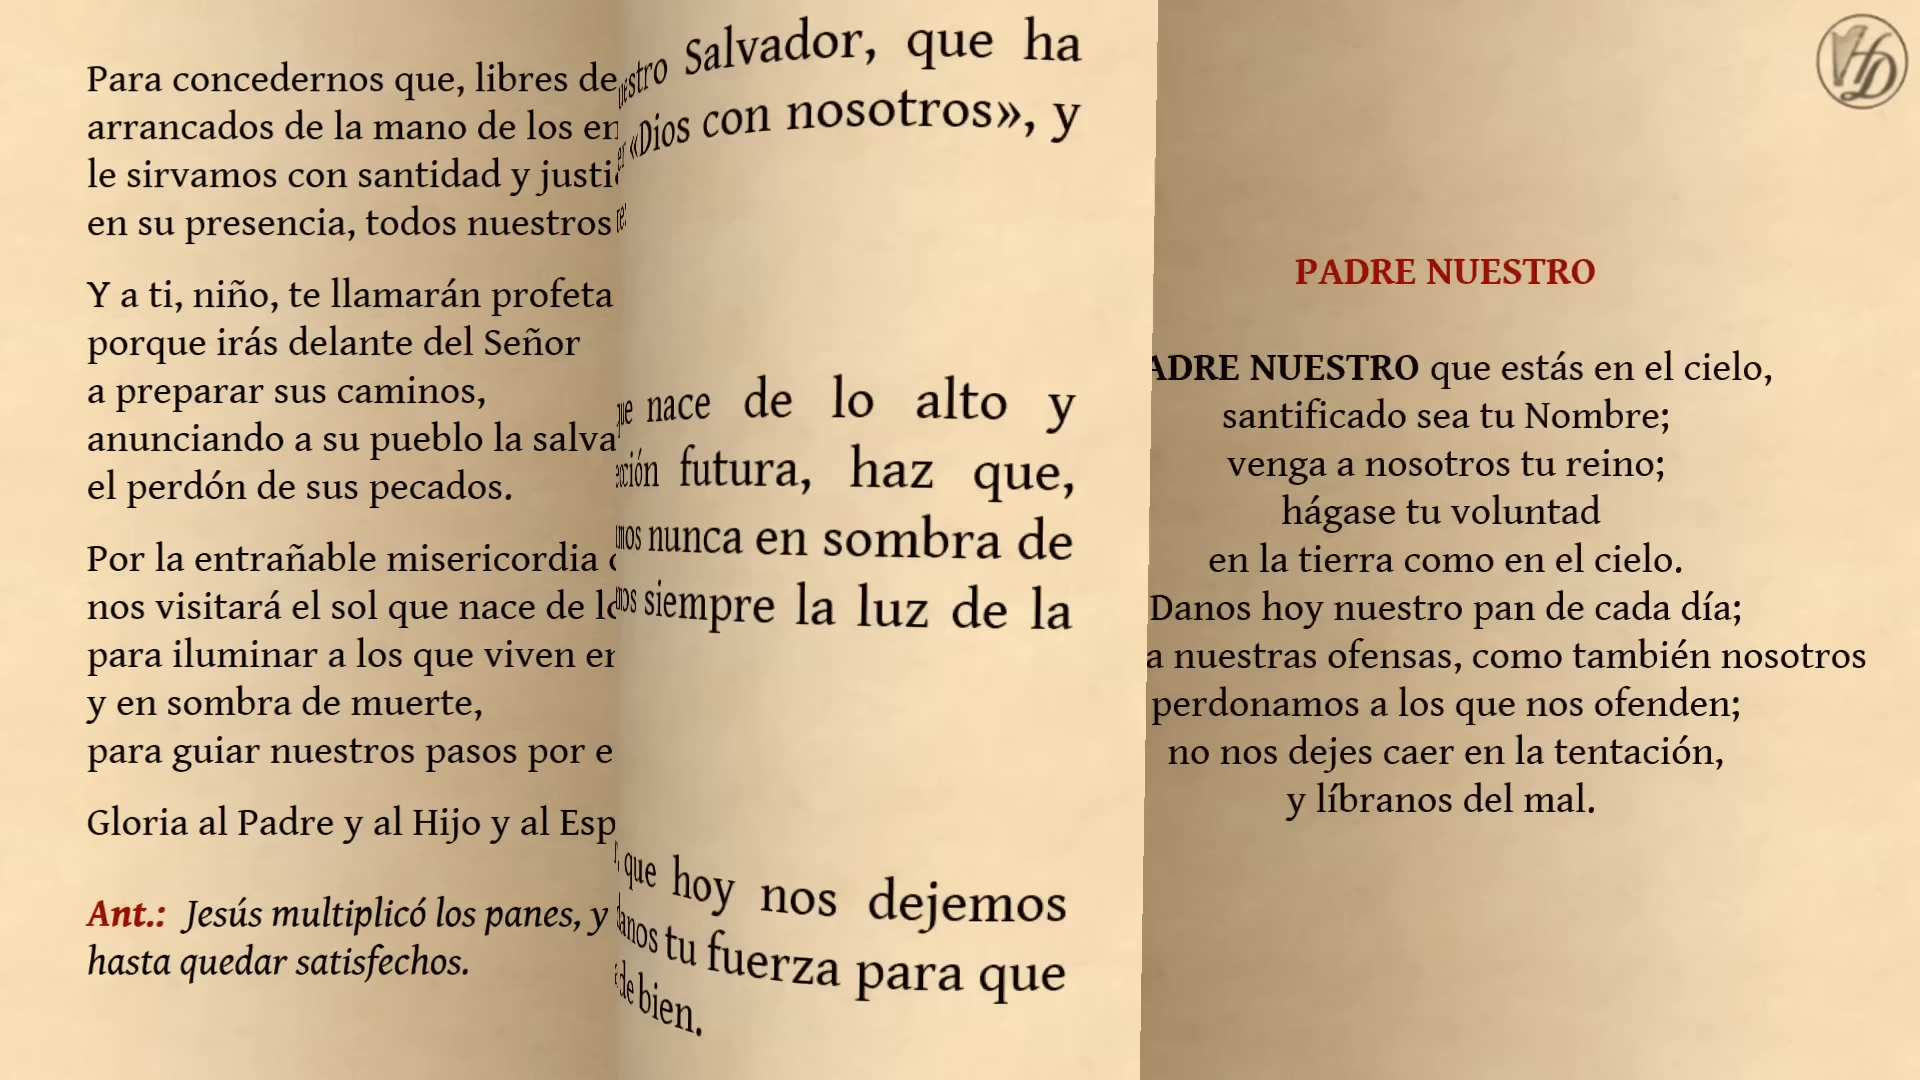 Para concedernos que, libres de
arrancados de la mano de los
le sirvamos con santidad y
en su presencia, todos nuestros
Y a ti, niño, te llamarán profeta
porque irás delante del Señor
a preparar sus caminos,
anunciando a su pueblo la
el perdón de sus pecados.
Por la entrañable misericordia
nos visitará el sol que nace de
para iluminar a los que viven
y en sombra de muerte,
para guiar nuestros pasos por
Gloria al Padre y al Hijo y al
Ant.: Jesús multiplicó los panes, y
hasta quedar satisfechos.
Salvador, que ha
«Dios con nosotros», y
nace de lo alto y
futura, haz que,
nunca en sombra de
siempre la luz de la
que hoy nos dejemos
tu fuerza para que
de bien.
PADRE NUESTRO
NUESTRO que estás en el cielo,
santificado sea tu Nombre;
venga a nosotros tu reino;
hágase tu voluntad
en la tierra como en el cielo.
Danos hoy nuestro pan de cada día;
nuestras ofensas, como también nosotros
perdonamos a los que nos ofenden;
no nos dejes caer en la tentación,
y líbranos del mal.
HD